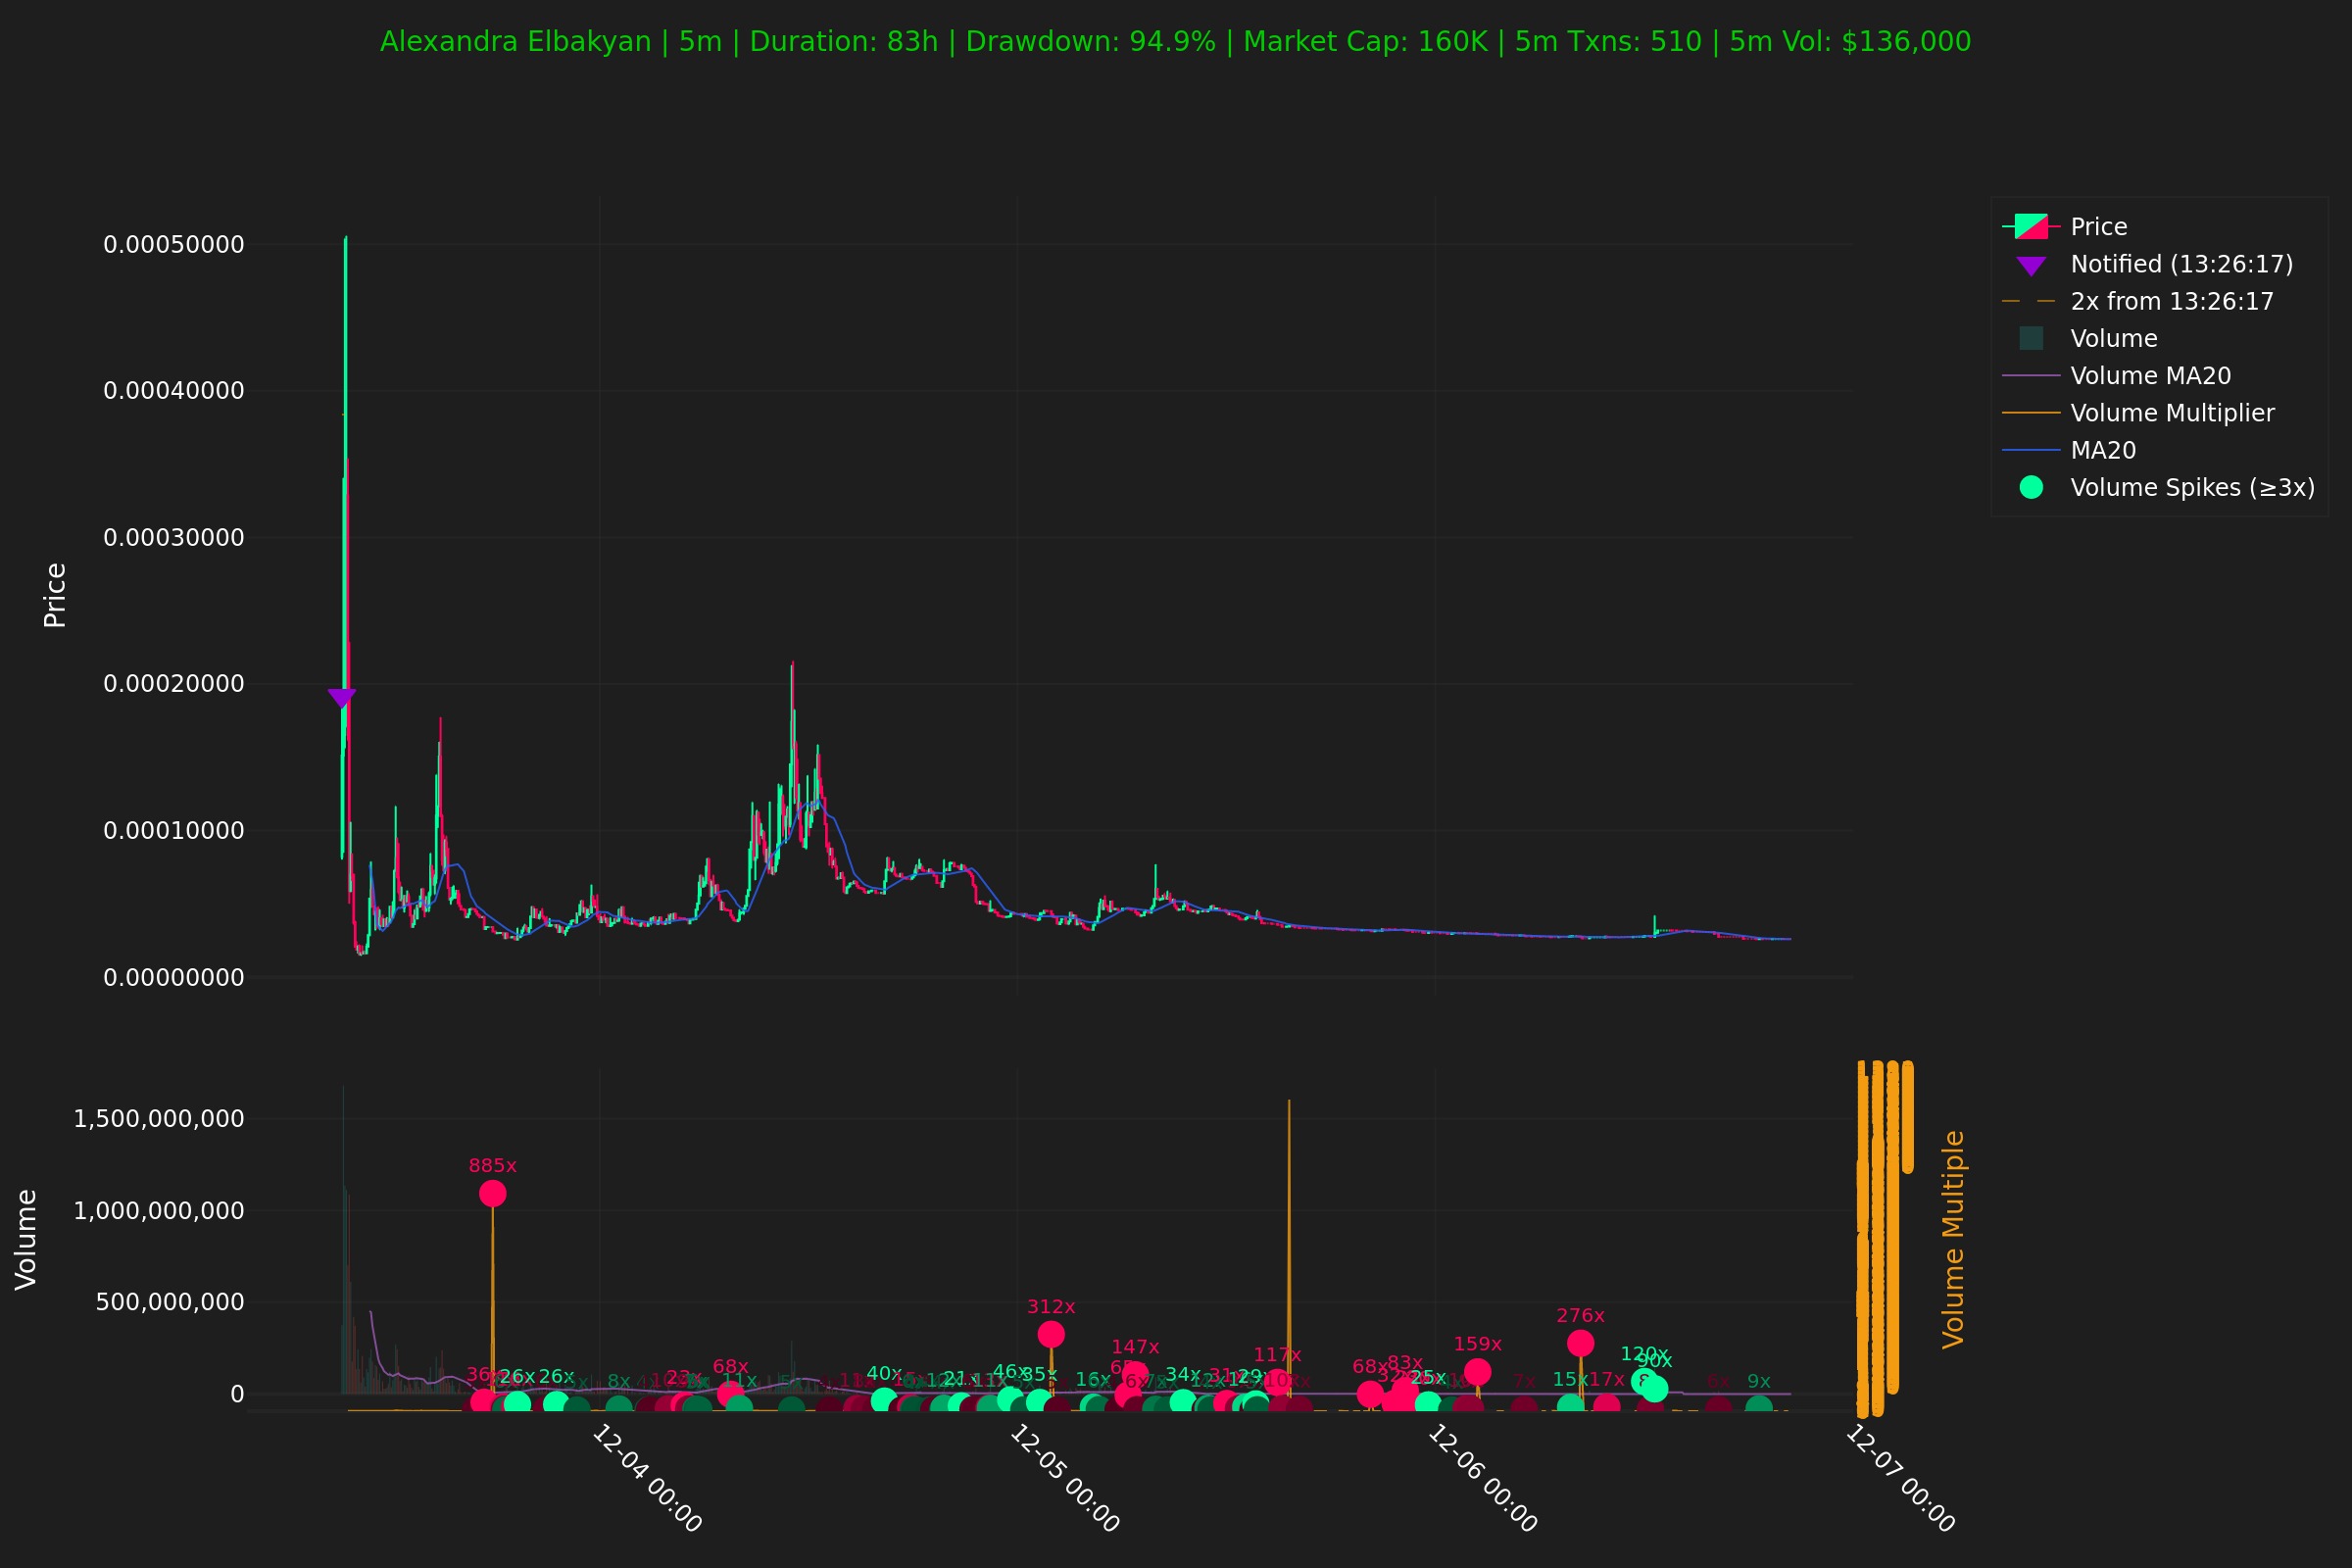 Alexandra Elbakyan | 5m | Duration: 83h | Drawdown: 94.9% | Market Cap: 160K | 5m Txns: 510 | 5m Vol: $136,000
Price
Notified (13:26:17)
2x from 13:26:17
Volume
Volume MA20
Volume Multiplier
MA20
Volume Spikes (≥3x)
Price
0.00050000
0.00040000
0.00030000
0.00020000
0.00010000
0.00000000
Volume
1,500,000,000
1,000,000,000
500,000,000
0
885x
26x
26x
8x
23x
68x
11x
40x
21x
46x
35x
312x
16x
147x
34x
117x
68x
83x
25x
159x
7x
15x
276x
17x
120x
90x
6x
9x
Volume Multiple
12-04 00:00
12-05 00:00
12-06 00:00
12-07 00:00